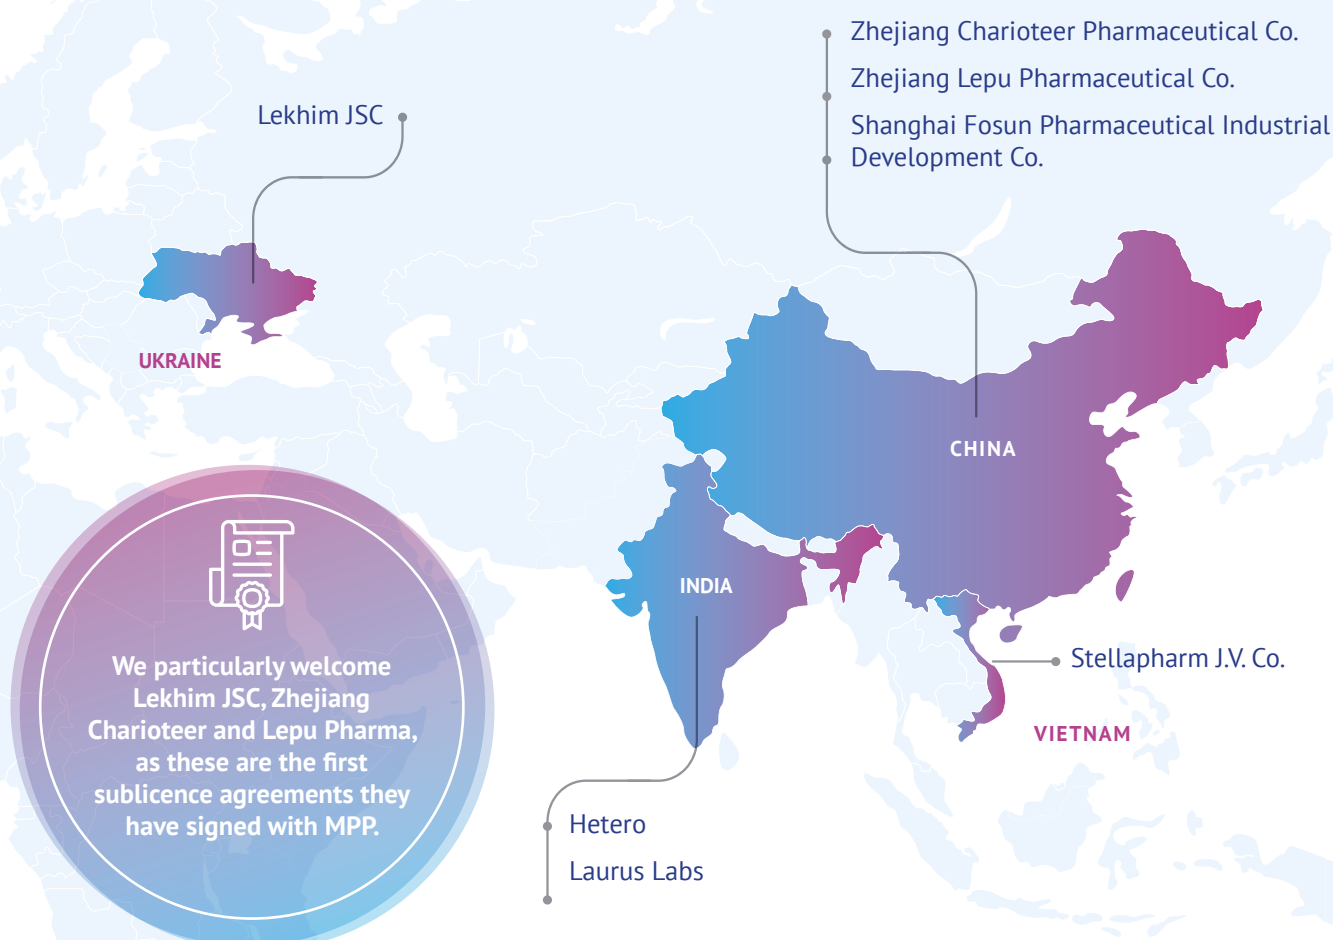 Zhejiang Charioteer Pharmaceutical Co.
Zhejiang Lepu Pharmaceutical Co.
Shanghai Fosun Pharmaceutical Industrial
Development Co.
Lekhim JSC
UKRAINE
CHINA
INDIA
Stellapharm J.V. Co.
VIETNAM
We particularly welcome
Lekhim JSC, Zhejiang
Charioteer and Lepu Pharma,
as these are the first
sublicence agreements they
have signed with MPP.
Hetero
Laurus Labs